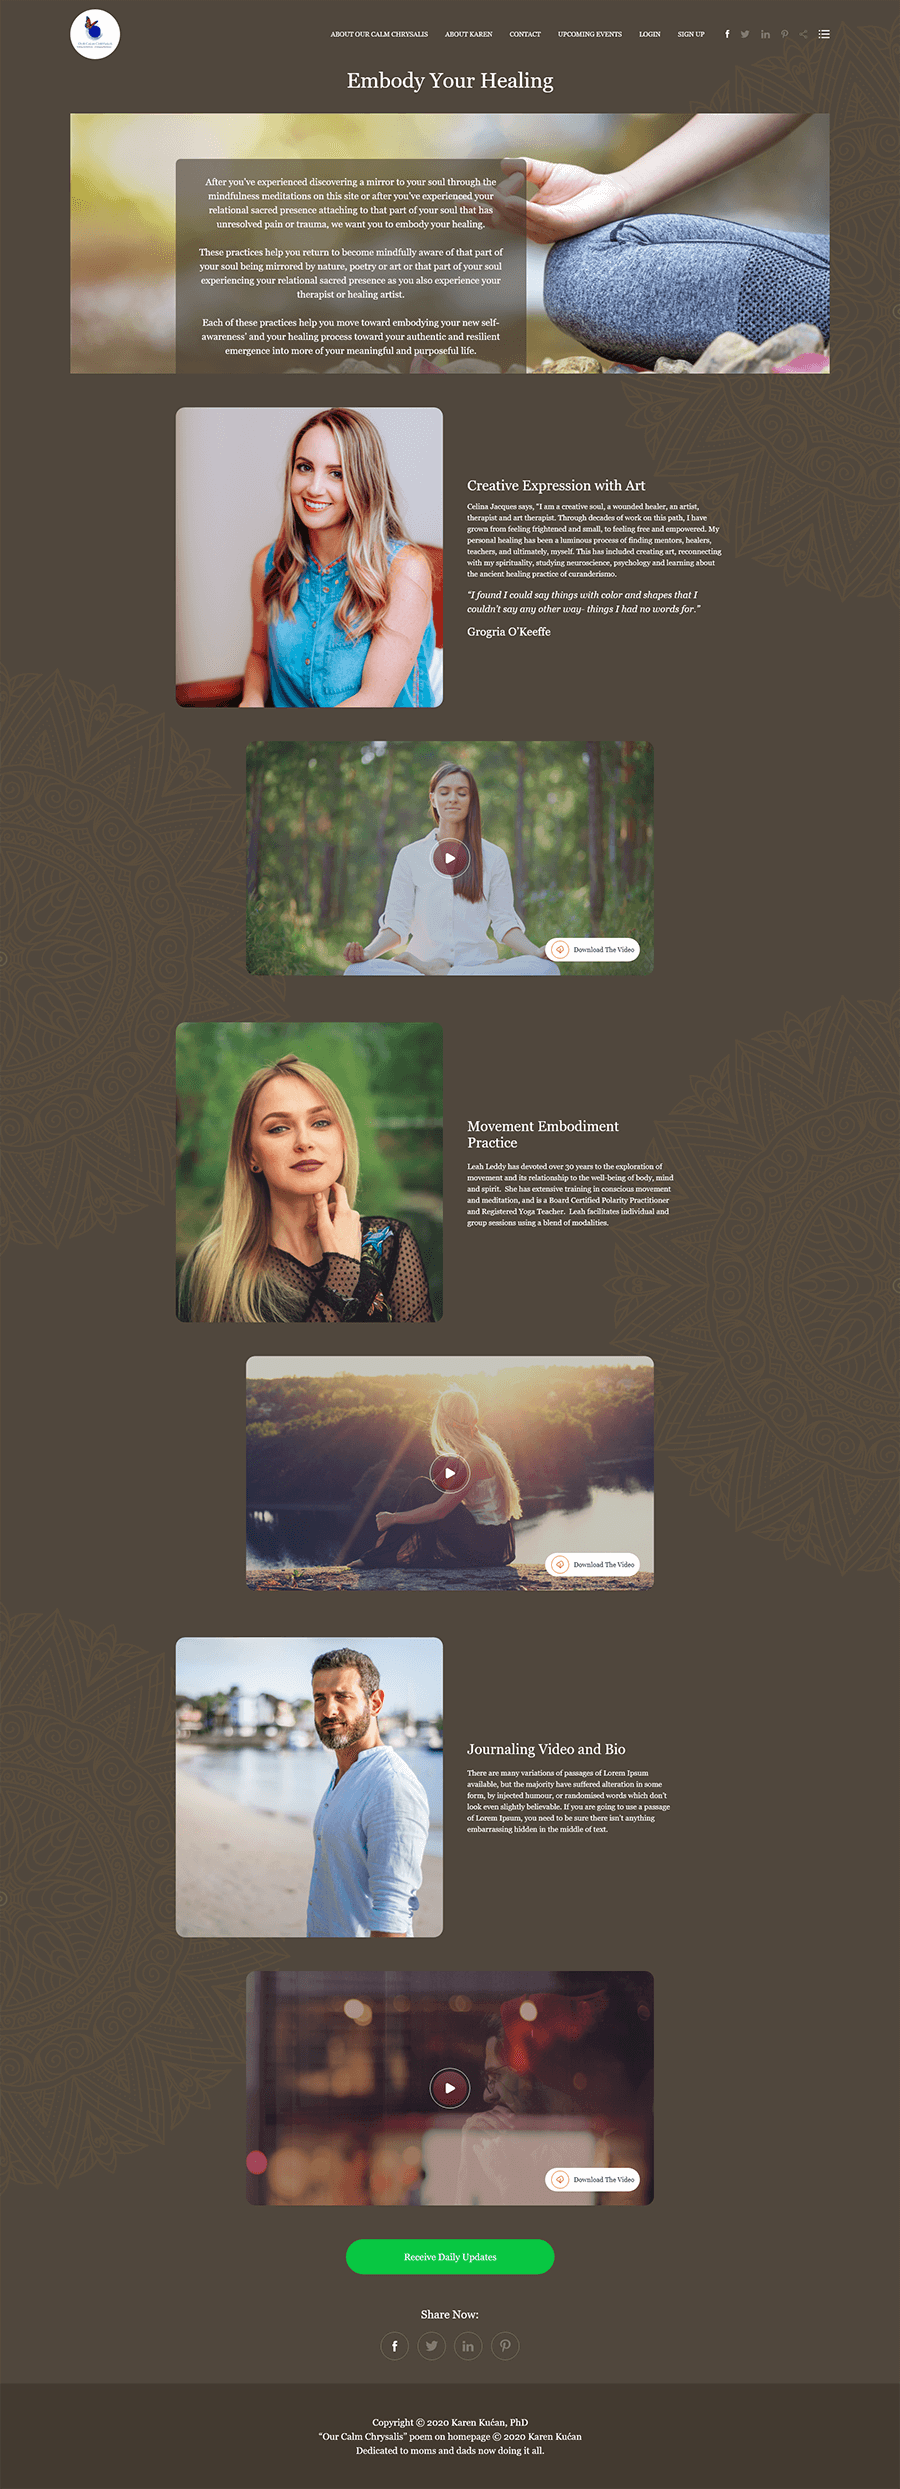 OUR CALM CHRYSALIS
ABOUT OUR CALM CHRYSALIS ABOUT KAREN CONTACT UPCOMING EVENTS LOGIN SIGN UP
Embody Your Healing
After you've experienced discovering a mirror to your soul through the
mindfulness meditations on this site or after you've experienced your
relational sacred presence attaching to that part of your soul that has
unresolved pain or trauma, we want you to embody your healing.
These practices help you return to become mindfully aware of that part of
your soul being mirrored by nature, poetry or art or that part of your soul
experiencing your relational sacred presence as you also experience your
therapist or healing artist.
Each of these practices help you move toward embodying your new self-
awareness' and your healing process toward your authentic and resilient
emergence into more of your meaningful and purposeful life.
Creative Expression with Art
Celina Jacques says, "I am a creative soul, a wounded healer, an artist,
therapist and art therapist. Through decades of work on this path, I have
grown from feeling frightened and small, to feeling free and empowered. My
personal healing has been a luminous process of finding mentors, healers,
teachers, and ultimately, myself. This has included creating art, reconnecting
with my spirituality, studying neuroscience, psychology and learning about
the ancient healing practice of curanderismo.
"I found I could say things with color and shapes that I
couldn't say any other way- things I had no words for."
Grogria O'Keeffe
Download The Video
Movement Embodiment
Practice
Leah Leddy has devoted over 30 years to the exploration of
movement and its relationship to the well-being of body, mind
and spirit. She has extensive training in conscious movement
and meditation, and is a Board Certified Polarity Practitioner
and Registered Yoga Teacher. Leah facilitates individual and
group sessions using a blend of modalities.
Download The Video
Journaling Video and Bio
There are many variations of passages of Lorem Ipsum
available, but the majority have suffered alteration in some
form, by injected humour, or randomised words which don't
look even slightly believable. If you are going to use a passage
of Lorem Ipsum, you need to be sure there isn't anything
embarrassing hidden in the middle of text.
Download The Video
Receive Daily Updates
Share Now:
Copyright © 2020 Karen Kućan, PhD
"Our Calm Chrysalis" poem on homepage © 2020 Karen Kućan
Dedicated to moms and dads now doing it all.